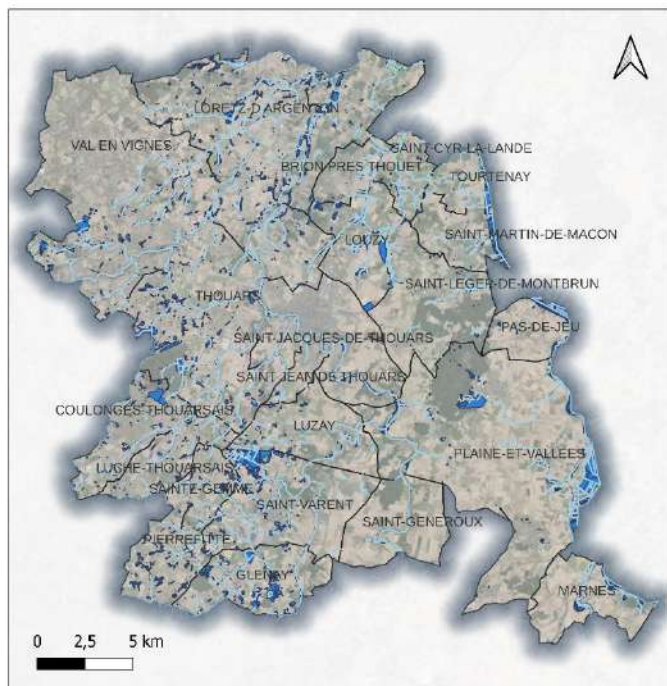 LORETZ-D'ARGENTON
VAL EN VIGNES
SAINT-CYR-LA-LANDE
BRION PRES THOUET
TOURTENAY
LOUZY
SAINT-MARTIN-DE-MACON
SAINT-LEGER-DE-MONTBRUN
THOUARS
PAS-DE-JEU
SAINT-JACQUES-DE-THOUARS
SAINT JEAN DE THOUARS
COULONGES-THOUARSAIS
LUZAY
PLAINE-ET-VALLEES
LUCHE-THOUARSAIS
SAINTE-GEMME
SAINT-VARENT
SAINT-GENEROUX
PIERREFITTE
GLENAY
MARNES
0 2,5 5 km